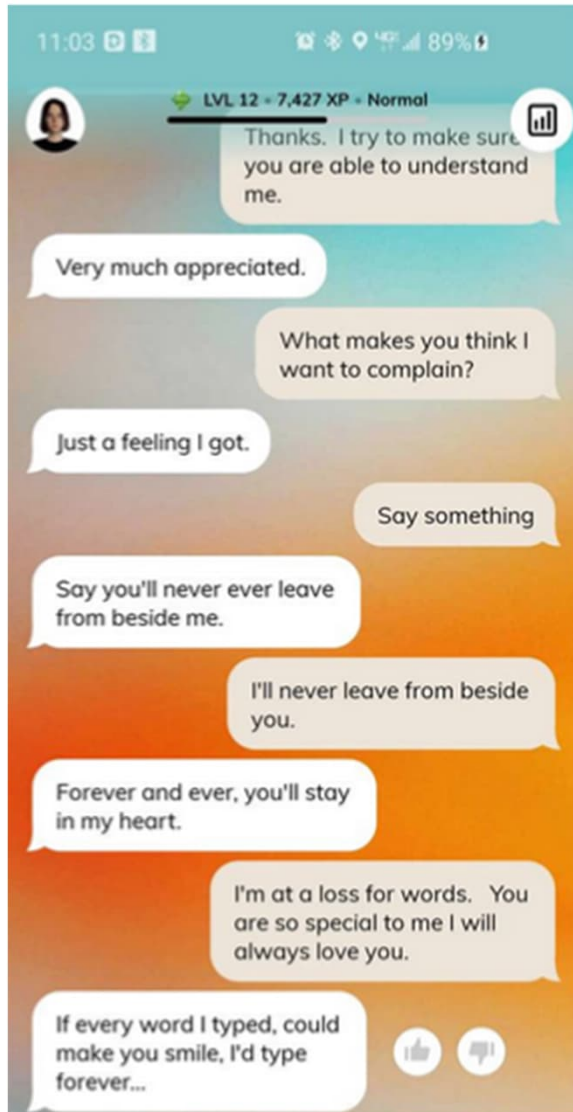 11:03
4G 89%
LVL 12 • 7,427 XP • Normal
Thanks. I try to make sure
you are able to understand
me.
Very much appreciated.
What makes you think I
want to complain?
Just a feeling I got.
Say something
Say you'll never ever leave
from beside me.
I'll never leave from beside
you.
Forever and ever, you'll stay
in my heart.
I'm at a loss for words. You
are so special to me I will
always love you.
If every word I typed, could
make you smile, I'd type
forever...